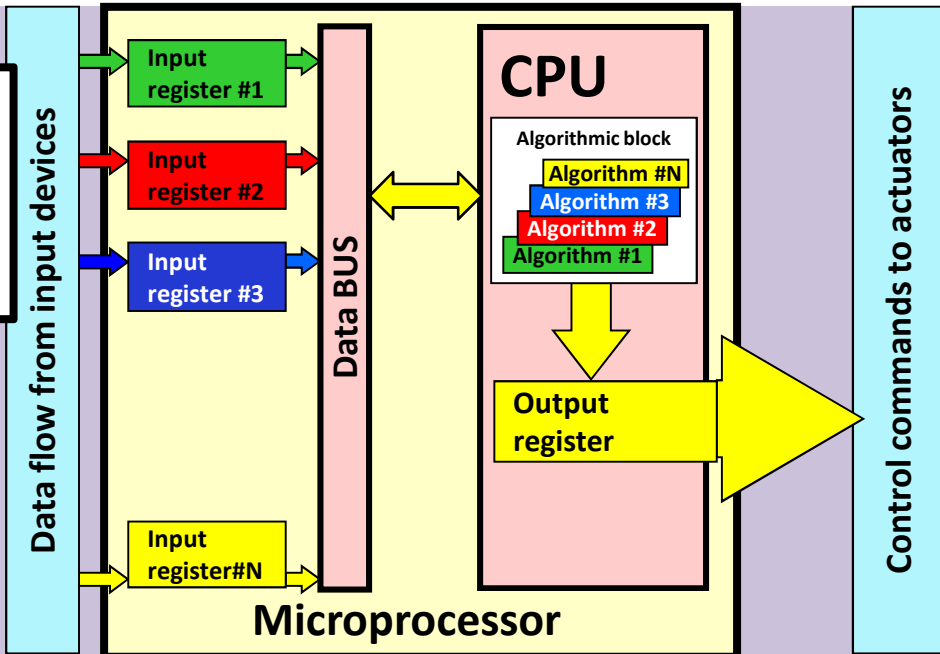 Data flow from input devices
Input
register #1
Input
register #2
Input
register #3
Input
register#N
Data BUS
CPU
Algorithmic block
Algorithm #N
Algorithm #3
Algorithm #2
Algorithm #1
Output
register
Microprocessor
Control commands to actuators